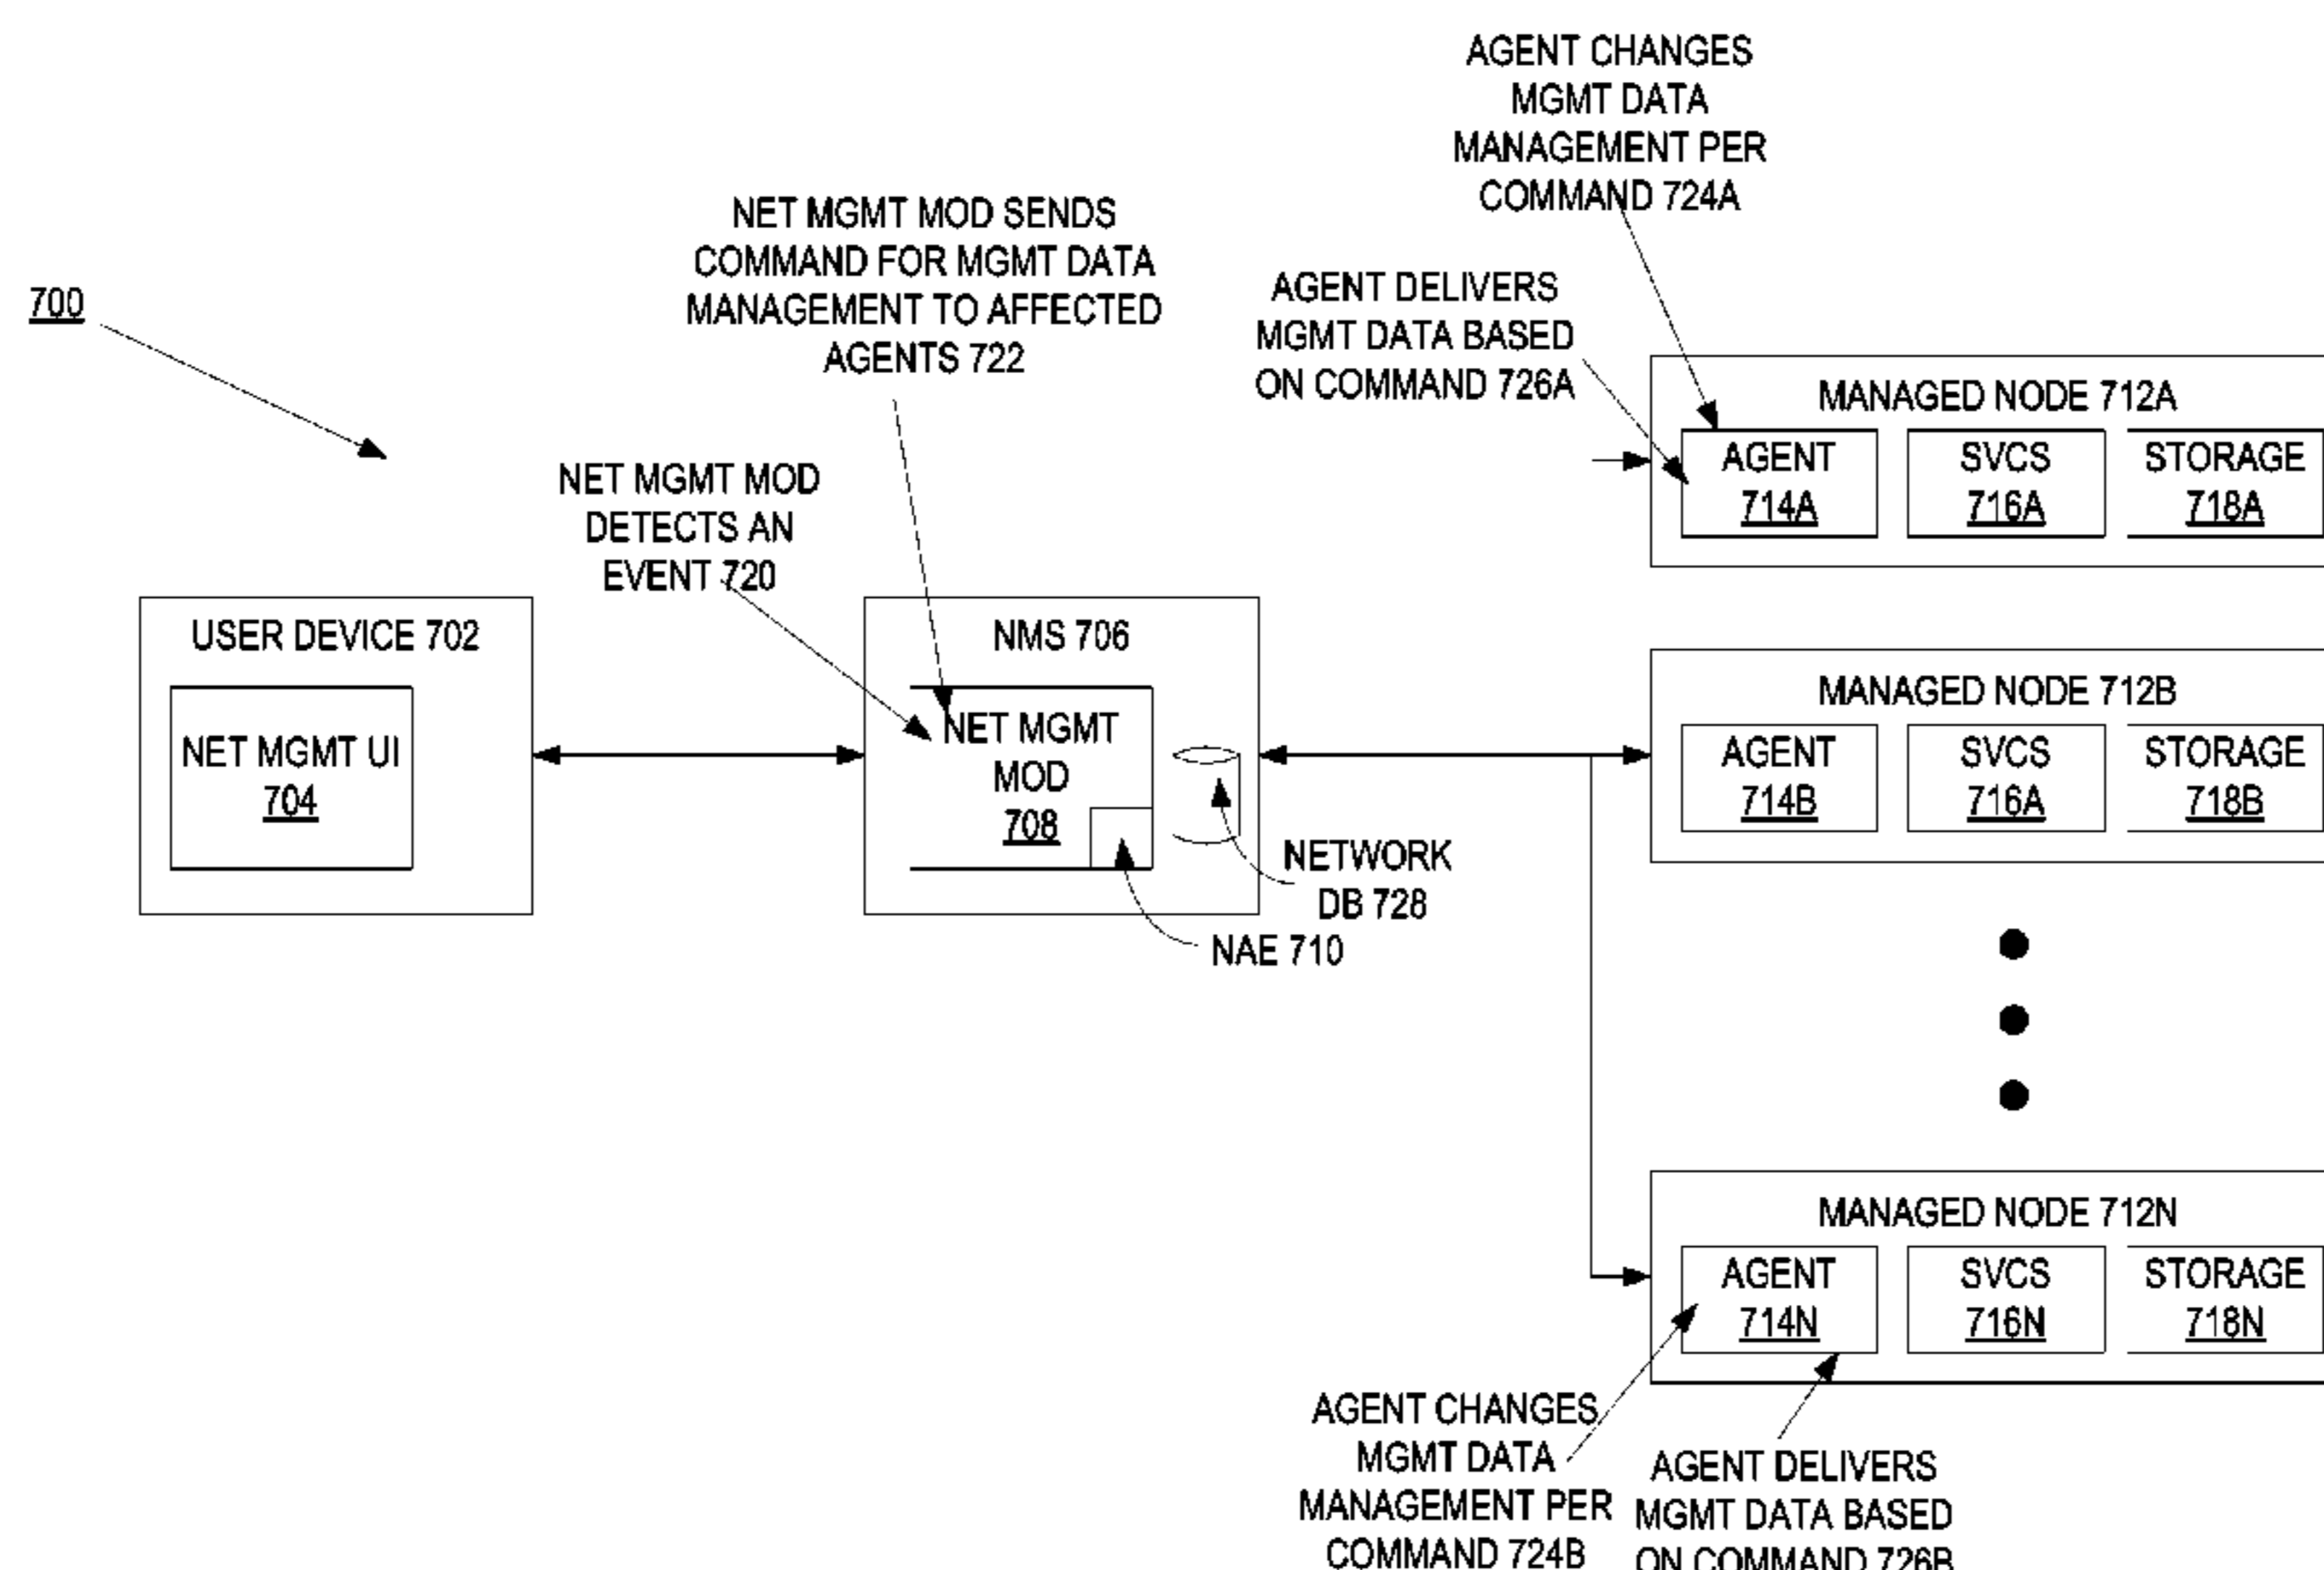 700
NET MGMT MOD SENDS
COMMAND FOR MGMT DATA
MANAGEMENT TO AFFECTED
AGENTS 722
NET MGMT MOD
DETECTS AN
EVENT 720
AGENT CHANGES
MGMT DATA
MANAGEMENT PER
COMMAND 724A
AGENT DELIVERS
MGMT DATA BASED
ON COMMAND 726A
USER DEVICE 702
NET MGMT UI
704
NMS 706
NET MGMT
MOD
708
NETWORK
DB 728
NAE 710
MANAGED NODE 712A
AGENT
714A
SVCS
716A
STORAGE
718A
MANAGED NODE 712B
AGENT
714B
SVCS
716A
STORAGE
718B
MANAGED NODE 712N
AGENT
714N
SVCS
716N
STORAGE
718N
AGENT CHANGES
MGMT DATA
MANAGEMENT PER
COMMAND 724B
AGENT DELIVERS
MGMT DATA BASED
ON COMMAND 726B